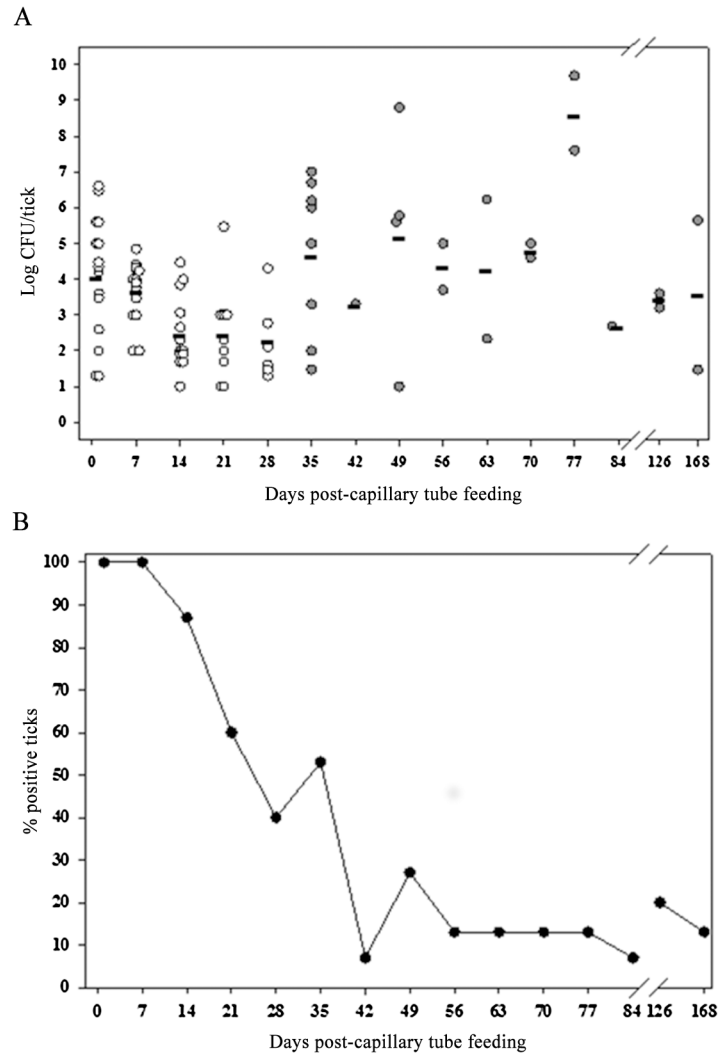 A
10
9
8
7
6
5
4
3
2
1
0
Log CFU/tick
0 7 14 21 28 35 42 49 56 63 70 77 84 126 168
Days post-capillary tube feeding
B
100
90
80
70
60
50
40
30
20
10
0
% positive ticks
0 7 14 21 28 35 42 49 56 63 70 77 84 126 168
Days post-capillary tube feeding